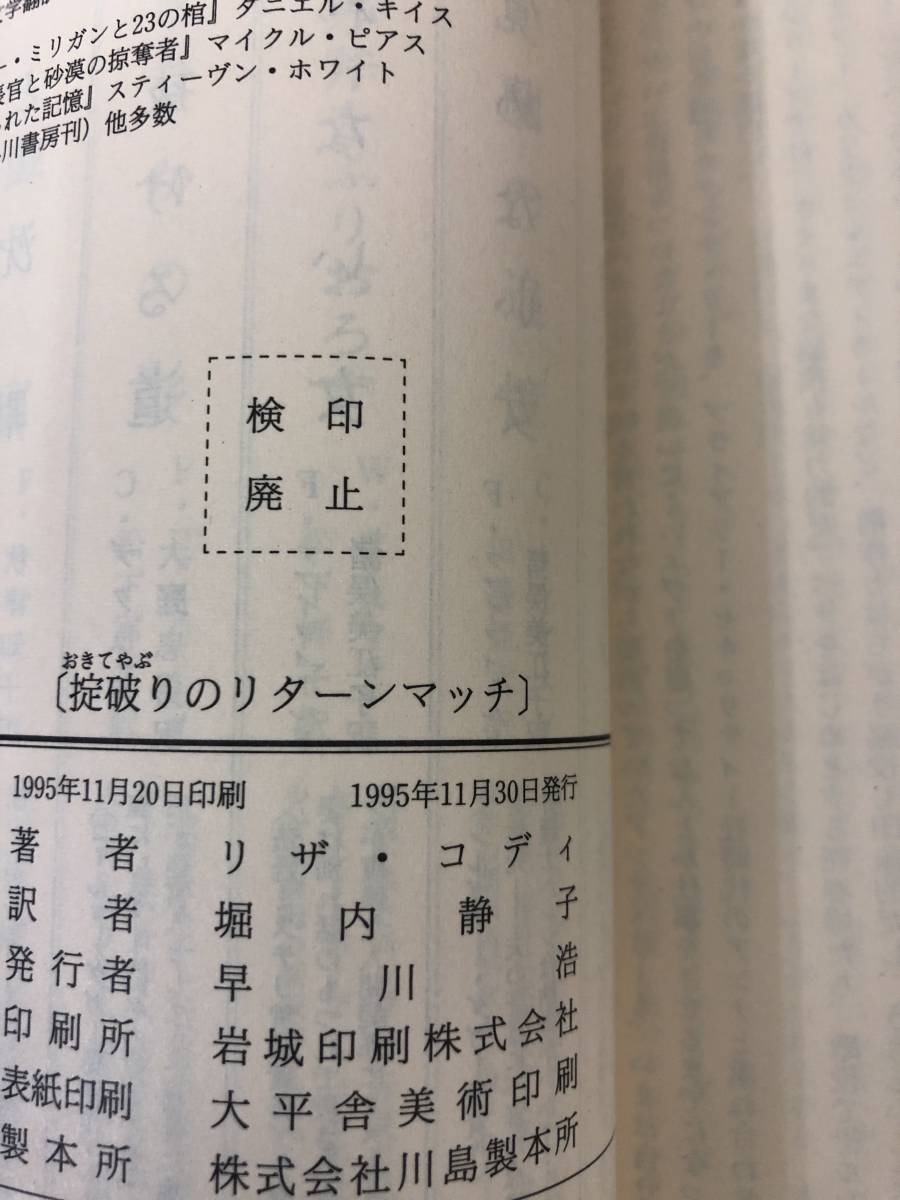 ー・ミリガンと23の棺』ダニエル・キイス
長官と砂漠の掠奪者』マイクル・ピアス
れた記憶』スティーヴン・ホワイト
川書房刊）他多数
検印
廃止
おきてやぶ
〔掟破りのリターンマッチ〕
1995年11月20日印刷 1995年11月30日発行
著者 リザ・コディ
訳者 堀内静子
発行者 早川浩
印刷所 岩城印刷株式会社
表紙印刷 大平舎美術印刷
製本所 株式会社川島製本所